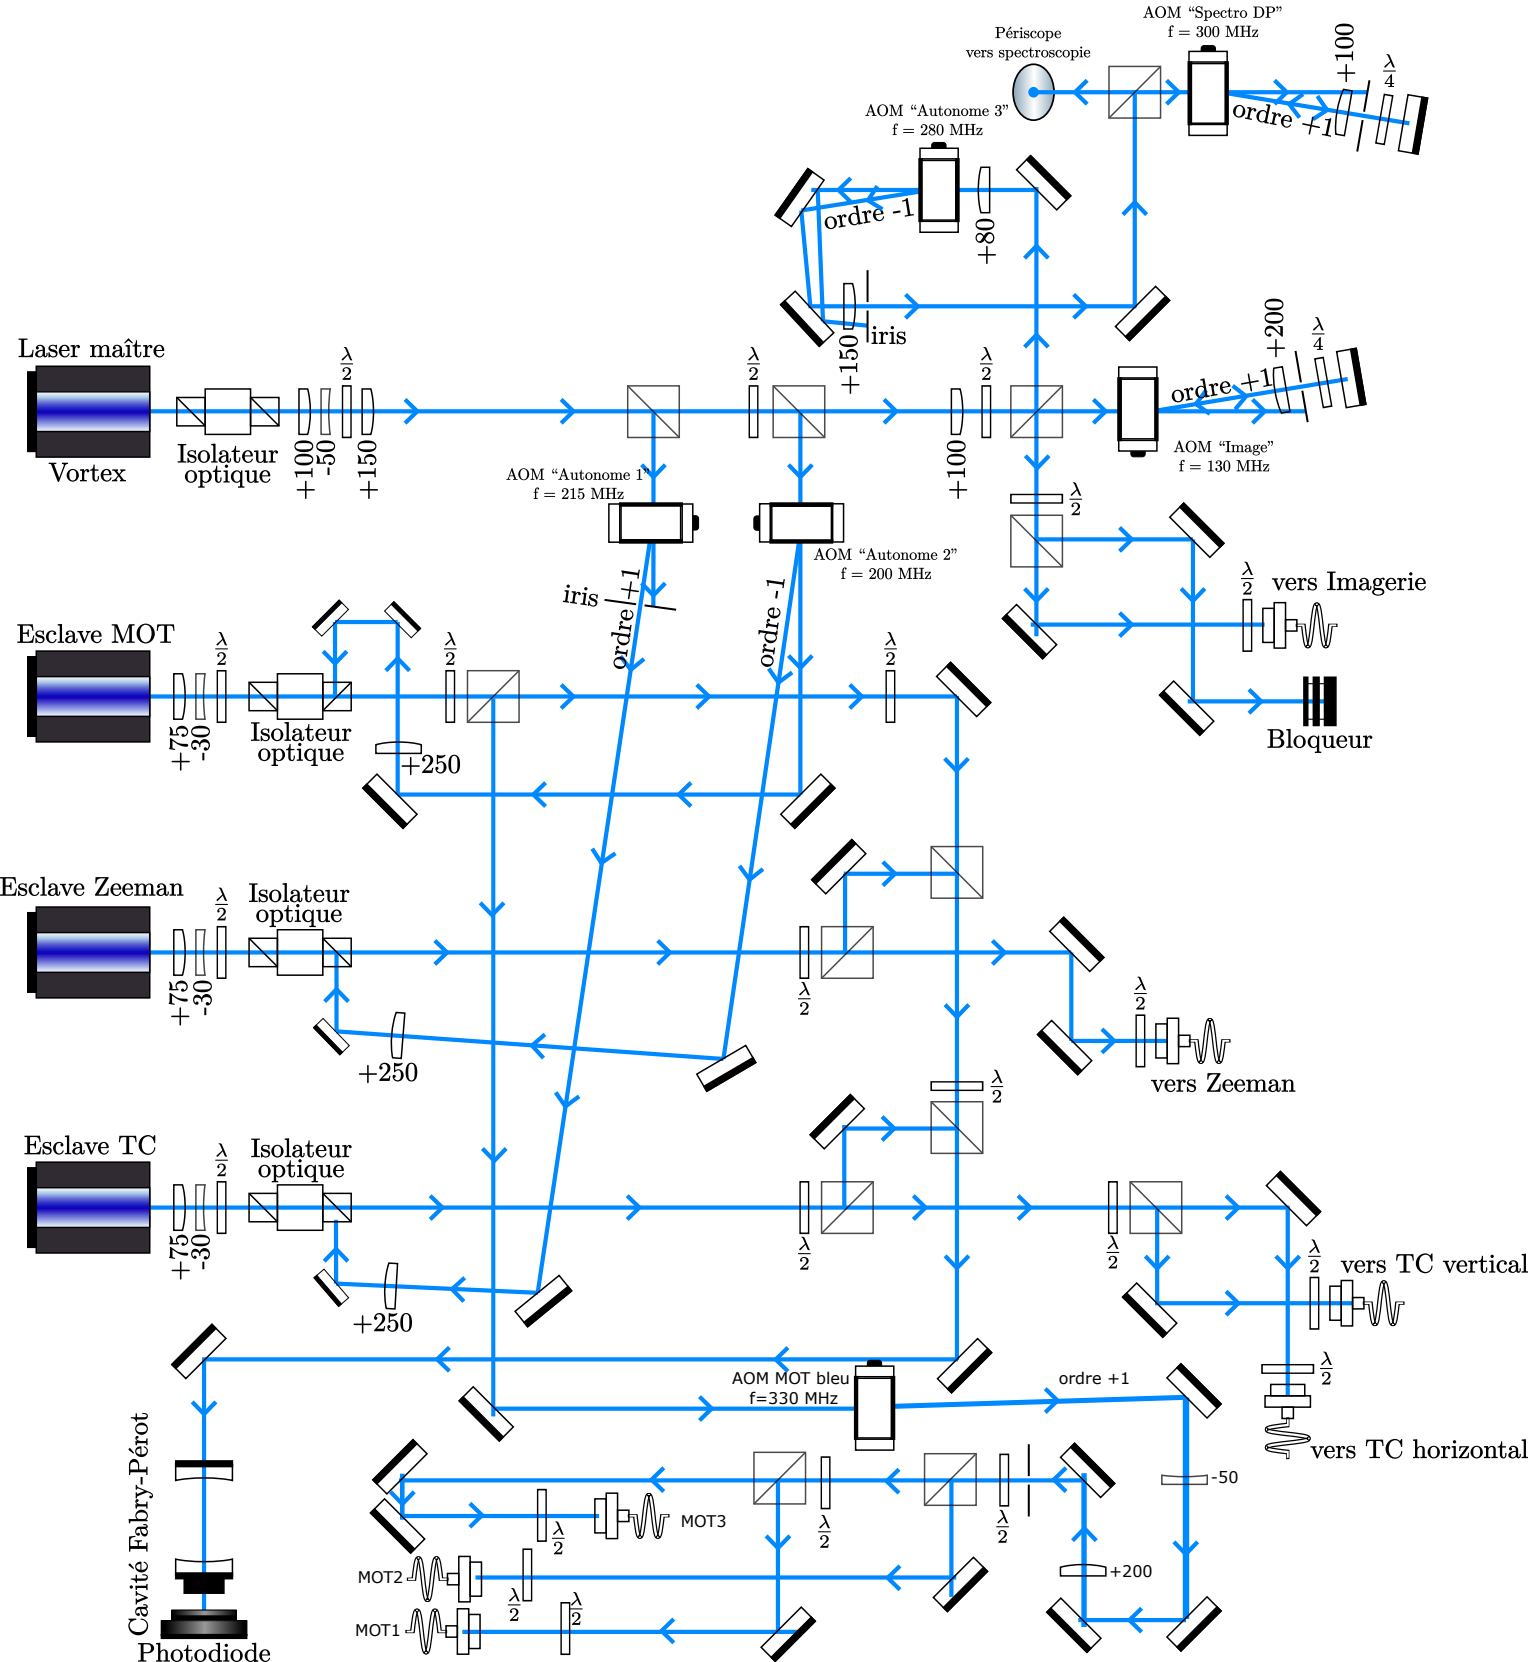 AOM “Spectro DP”
f = 300 MHz
Périscope
vers spectroscopie
+100
λ/4
ordre +1
AOM “Autonome 3”
f = 280 MHz
ordre -1
+80
+150
iris
Laser maître
Vortex
Isolateur
optique
+100
-50
λ/2
+150
λ/2
+100
λ/2
ordre +1
+200
λ/4
AOM “Image”
f = 130 MHz
AOM “Autonome 1”
f = 215 MHz
λ/2
AOM “Autonome 2”
f = 200 MHz
iris
ordre +1
ordre -1
λ/2
vers Imagerie
Bloqueur
Esclave MOT
+75
-30
λ/2
Isolateur
optique
+250
λ/2
λ/2
Esclave Zeeman
+75
-30
λ/2
Isolateur
optique
+250
λ/2
λ/2
vers Zeeman
λ/2
Esclave TC
+75
-30
λ/2
Isolateur
optique
+250
λ/2
λ/2
λ/2
vers TC vertical
λ/2
vers TC horizontal
AOM MOT bleu
f=330 MHz
ordre +1
-50
+200
λ/2
λ/2
λ/2
MOT3
MOT2
λ/2
MOT1
λ/2
Cavité Fabry-Pérot
Photodiode